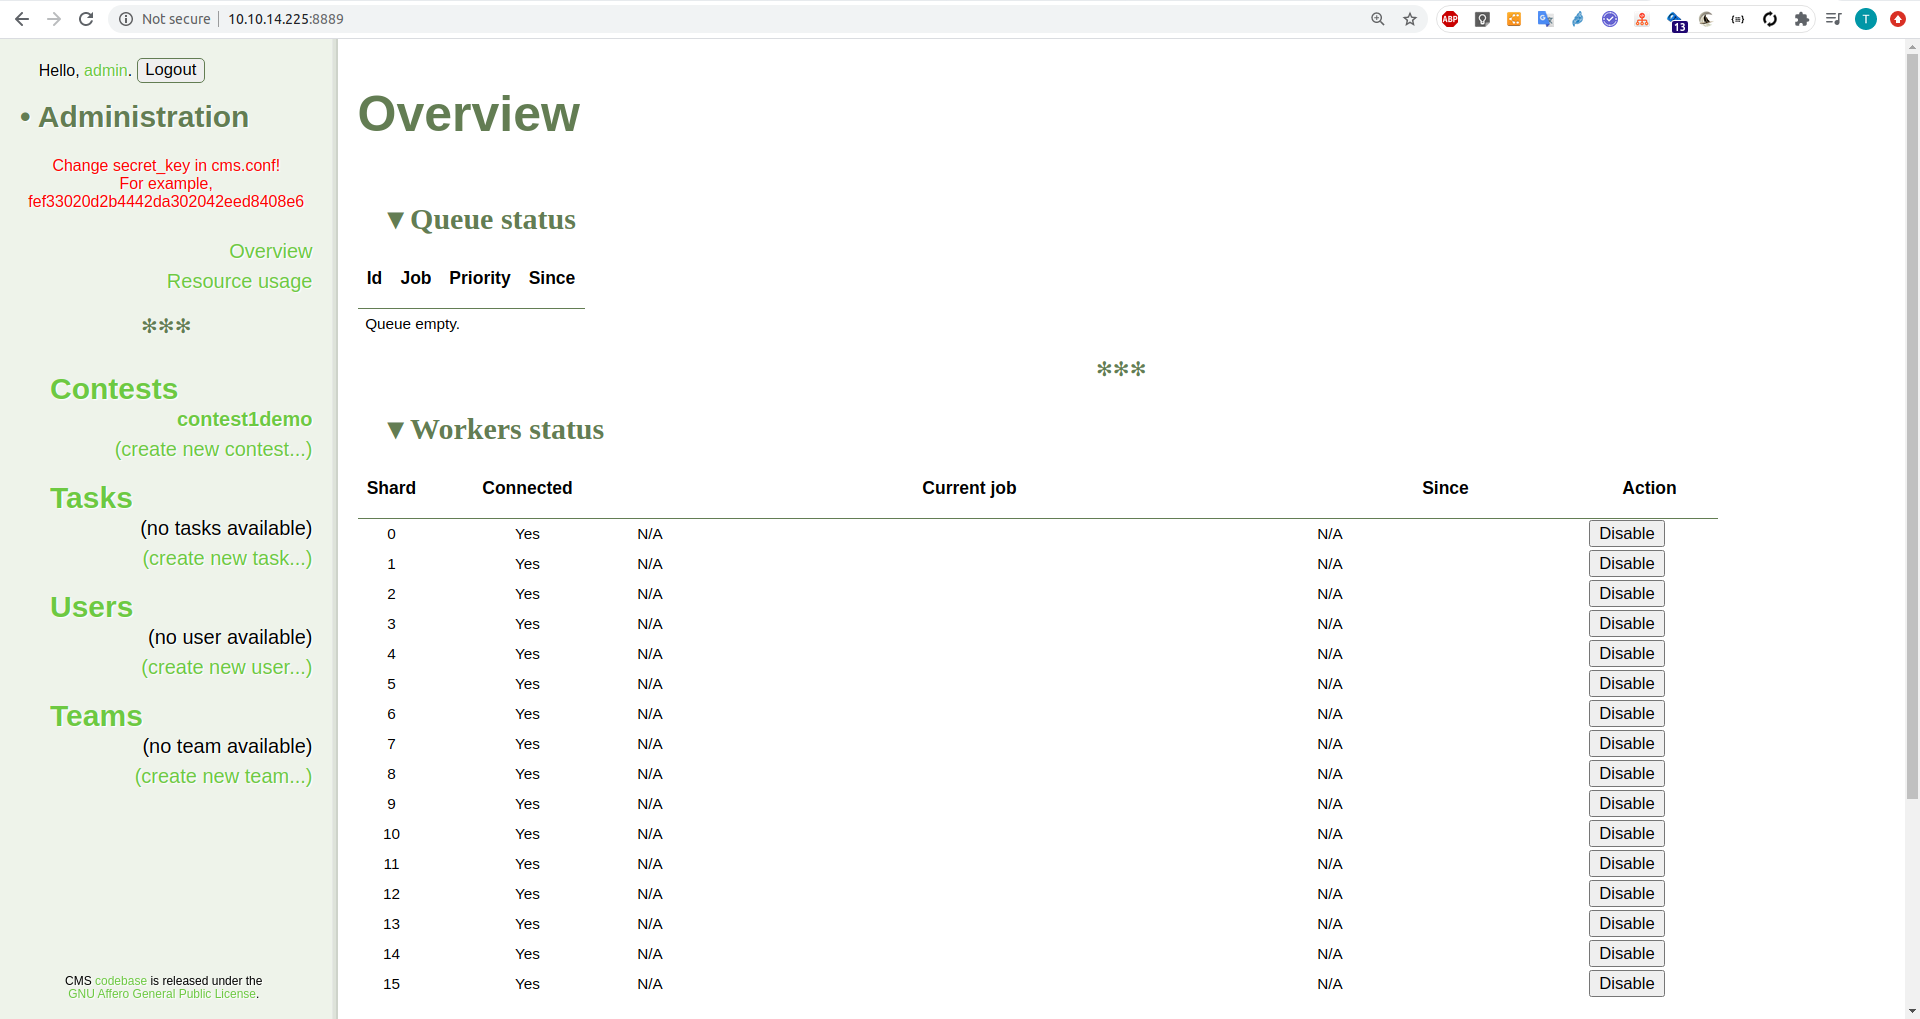 Not secure | 10.10.14.225:8889
ABP
13
T
Hello, admin. Logout
• Administration
Change secret_key in cms.conf!
For example,
fef33020d2b4442da302042eed8408e6
Overview
Resource usage
✻✻✻
Contests
contest1demo
(create new contest...)
Tasks
(no tasks available)
(create new task...)
Users
(no user available)
(create new user...)
Teams
(no team available)
(create new team...)
CMS codebase is released under the
GNU Affero General Public License.
Overview
▼Queue status
Id Job Priority Since
Queue empty.
✻✻✻
▼Workers status
Shard Connected Current job Since Action
0 Yes N/A N/A Disable
1 Yes N/A N/A Disable
2 Yes N/A N/A Disable
3 Yes N/A N/A Disable
4 Yes N/A N/A Disable
5 Yes N/A N/A Disable
6 Yes N/A N/A Disable
7 Yes N/A N/A Disable
8 Yes N/A N/A Disable
9 Yes N/A N/A Disable
10 Yes N/A N/A Disable
11 Yes N/A N/A Disable
12 Yes N/A N/A Disable
13 Yes N/A N/A Disable
14 Yes N/A N/A Disable
15 Yes N/A N/A Disable